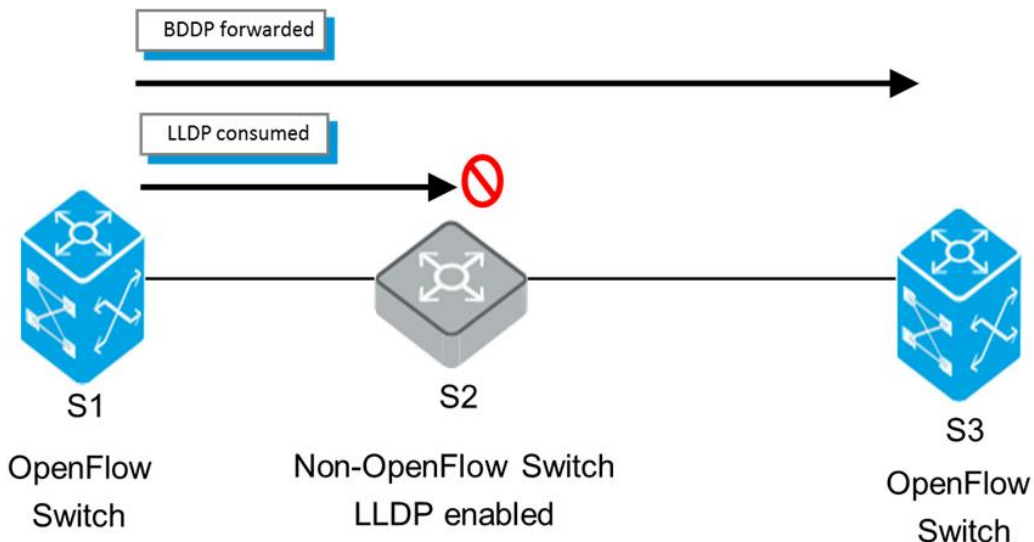 BDDP forwarded
LLDP consumed
S1
OpenFlow
Switch
S2
Non-OpenFlow Switch
LLDP enabled
S3
OpenFlow
Switch